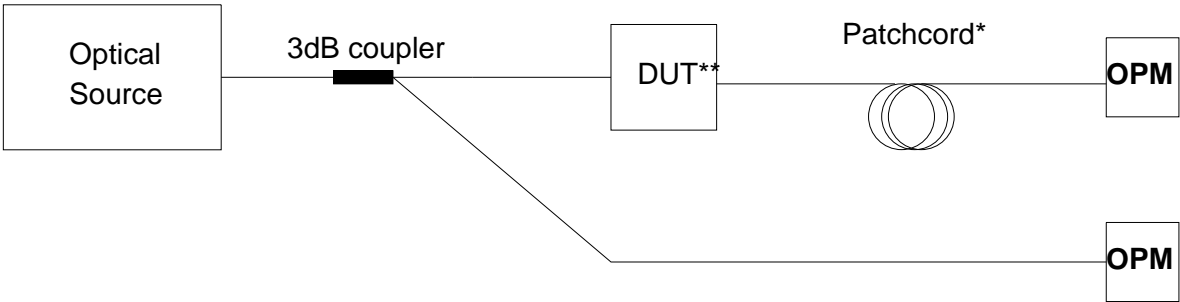 Optical
Source
3dB coupler
DUT**
Patchcord*
OPM
OPM